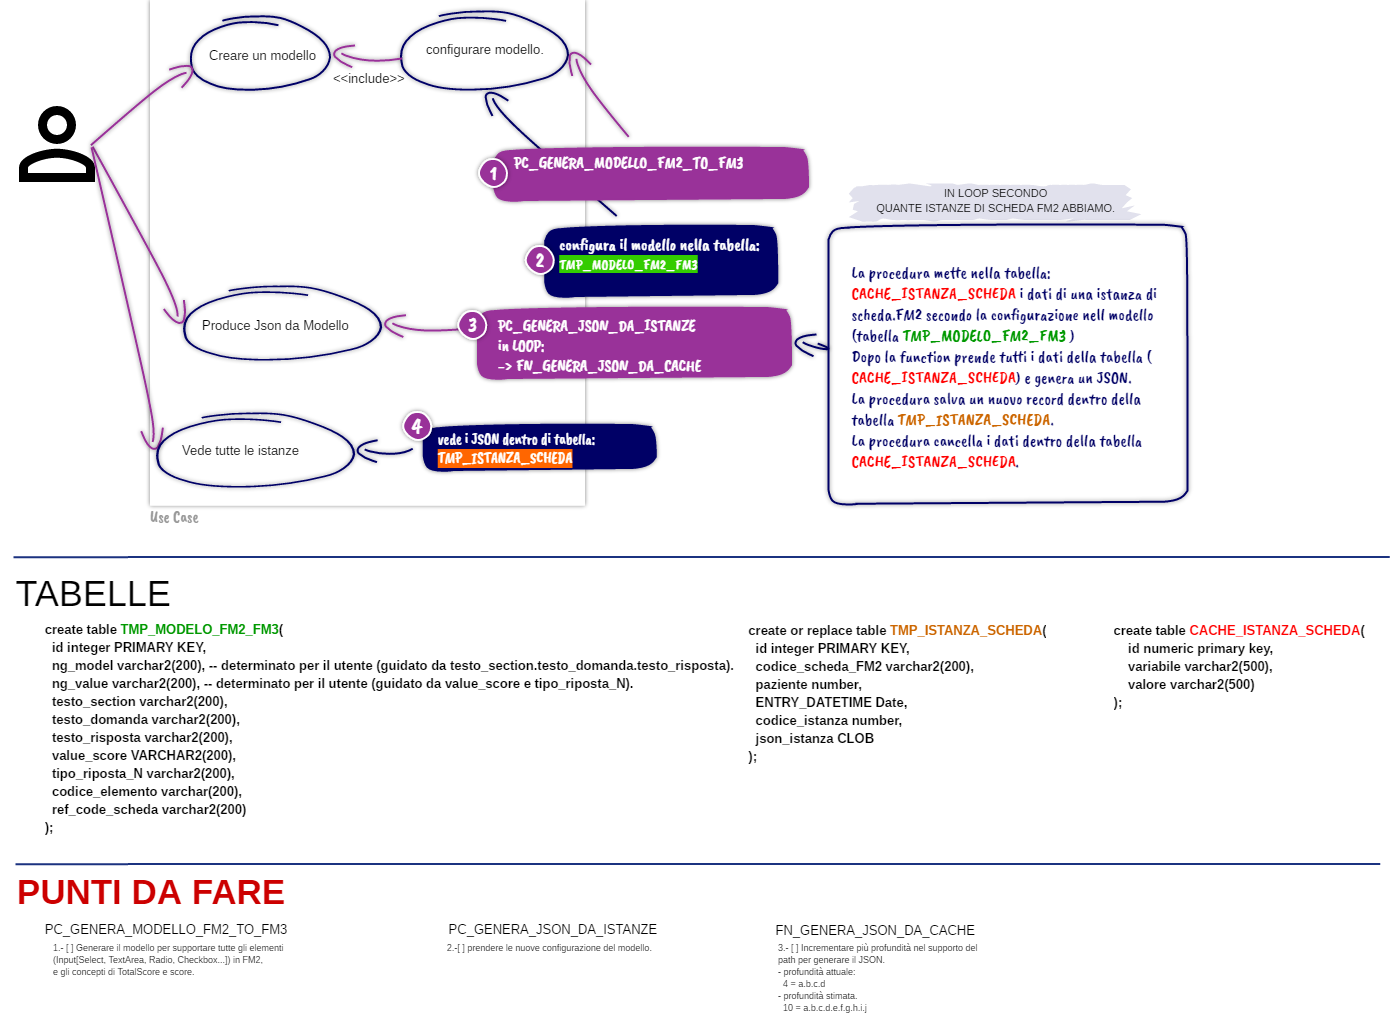 Creare un modello
configurare modello.
<<include>>
1
PC_GENERA_MODELLO_FM2_TO_FM3
IN LOOP SECONDO
QUANTE ISTANZE DI SCHEDA FM2 ABBIAMO.
2
configura il modello nella tabella:
TMP_MODELO_FM2_FM3
La procedura mette nella tabella:
CACHE_ISTANZA_SCHEDA i dati di una istanza di
scheda.FM2 secondo la configurazione nell modello
(tabella TMP_MODELO_FM2_FM3 )
Dopo la function prende tutti i dati della tabella (
CACHE_ISTANZA_SCHEDA) e genera un JSON.
La procedura salva un nuovo record dentro della
tabella TMP_ISTANZA_SCHEDA.
La procedura cancella i dati dentro della tabella
CACHE_ISTANZA_SCHEDA.
Produce Json da Modello
3
PC_GENERA_JSON_DA_ISTANZE
in LOOP:
-> FN_GENERA_JSON_DA_CACHE
Vede tutte le istanze
4
vede i JSON dentro di tabella:
TMP_ISTANZA_SCHEDA
Use Case
TABELLE
create table TMP_MODELO_FM2_FM3(
id integer PRIMARY KEY,
ng_model varchar2(200), -- determinato per il utente (guidato da testo_section.testo_domanda.testo_risposta).
ng_value varchar2(200), -- determinato per il utente (guidato da value_score e tipo_riposta_N).
testo_section varchar2(200),
testo_domanda varchar2(200),
testo_risposta varchar2(200),
value_score VARCHAR2(200),
tipo_riposta_N varchar2(200),
codice_elemento varchar(200),
ref_code_scheda varchar2(200)
);
create or replace table TMP_ISTANZA_SCHEDA(
id integer PRIMARY KEY,
codice_scheda_FM2 varchar2(200),
paziente number,
ENTRY_DATETIME Date,
codice_istanza number,
json_istanza CLOB
);
create table CACHE_ISTANZA_SCHEDA(
id numeric primary key,
variabile varchar2(500),
valore varchar2(500)
);
PUNTI DA FARE
PC_GENERA_MODELLO_FM2_TO_FM3
1.- [ ] Generare il modello per supportare tutte gli elementi
(Input[Select, TextArea, Radio, Checkbox...]) in FM2,
e gli concepti di TotalScore e score.
PC_GENERA_JSON_DA_ISTANZE
2.-[ ] prendere le nuove configurazione del modello.
FN_GENERA_JSON_DA_CACHE
3.- [ ] Incrementare più profundità nel supporto del
path per generare il JSON.
- profundità attuale:
4 = a.b.c.d
- profundità stimata.
10 = a.b.c.d.e.f.g.h.i.j